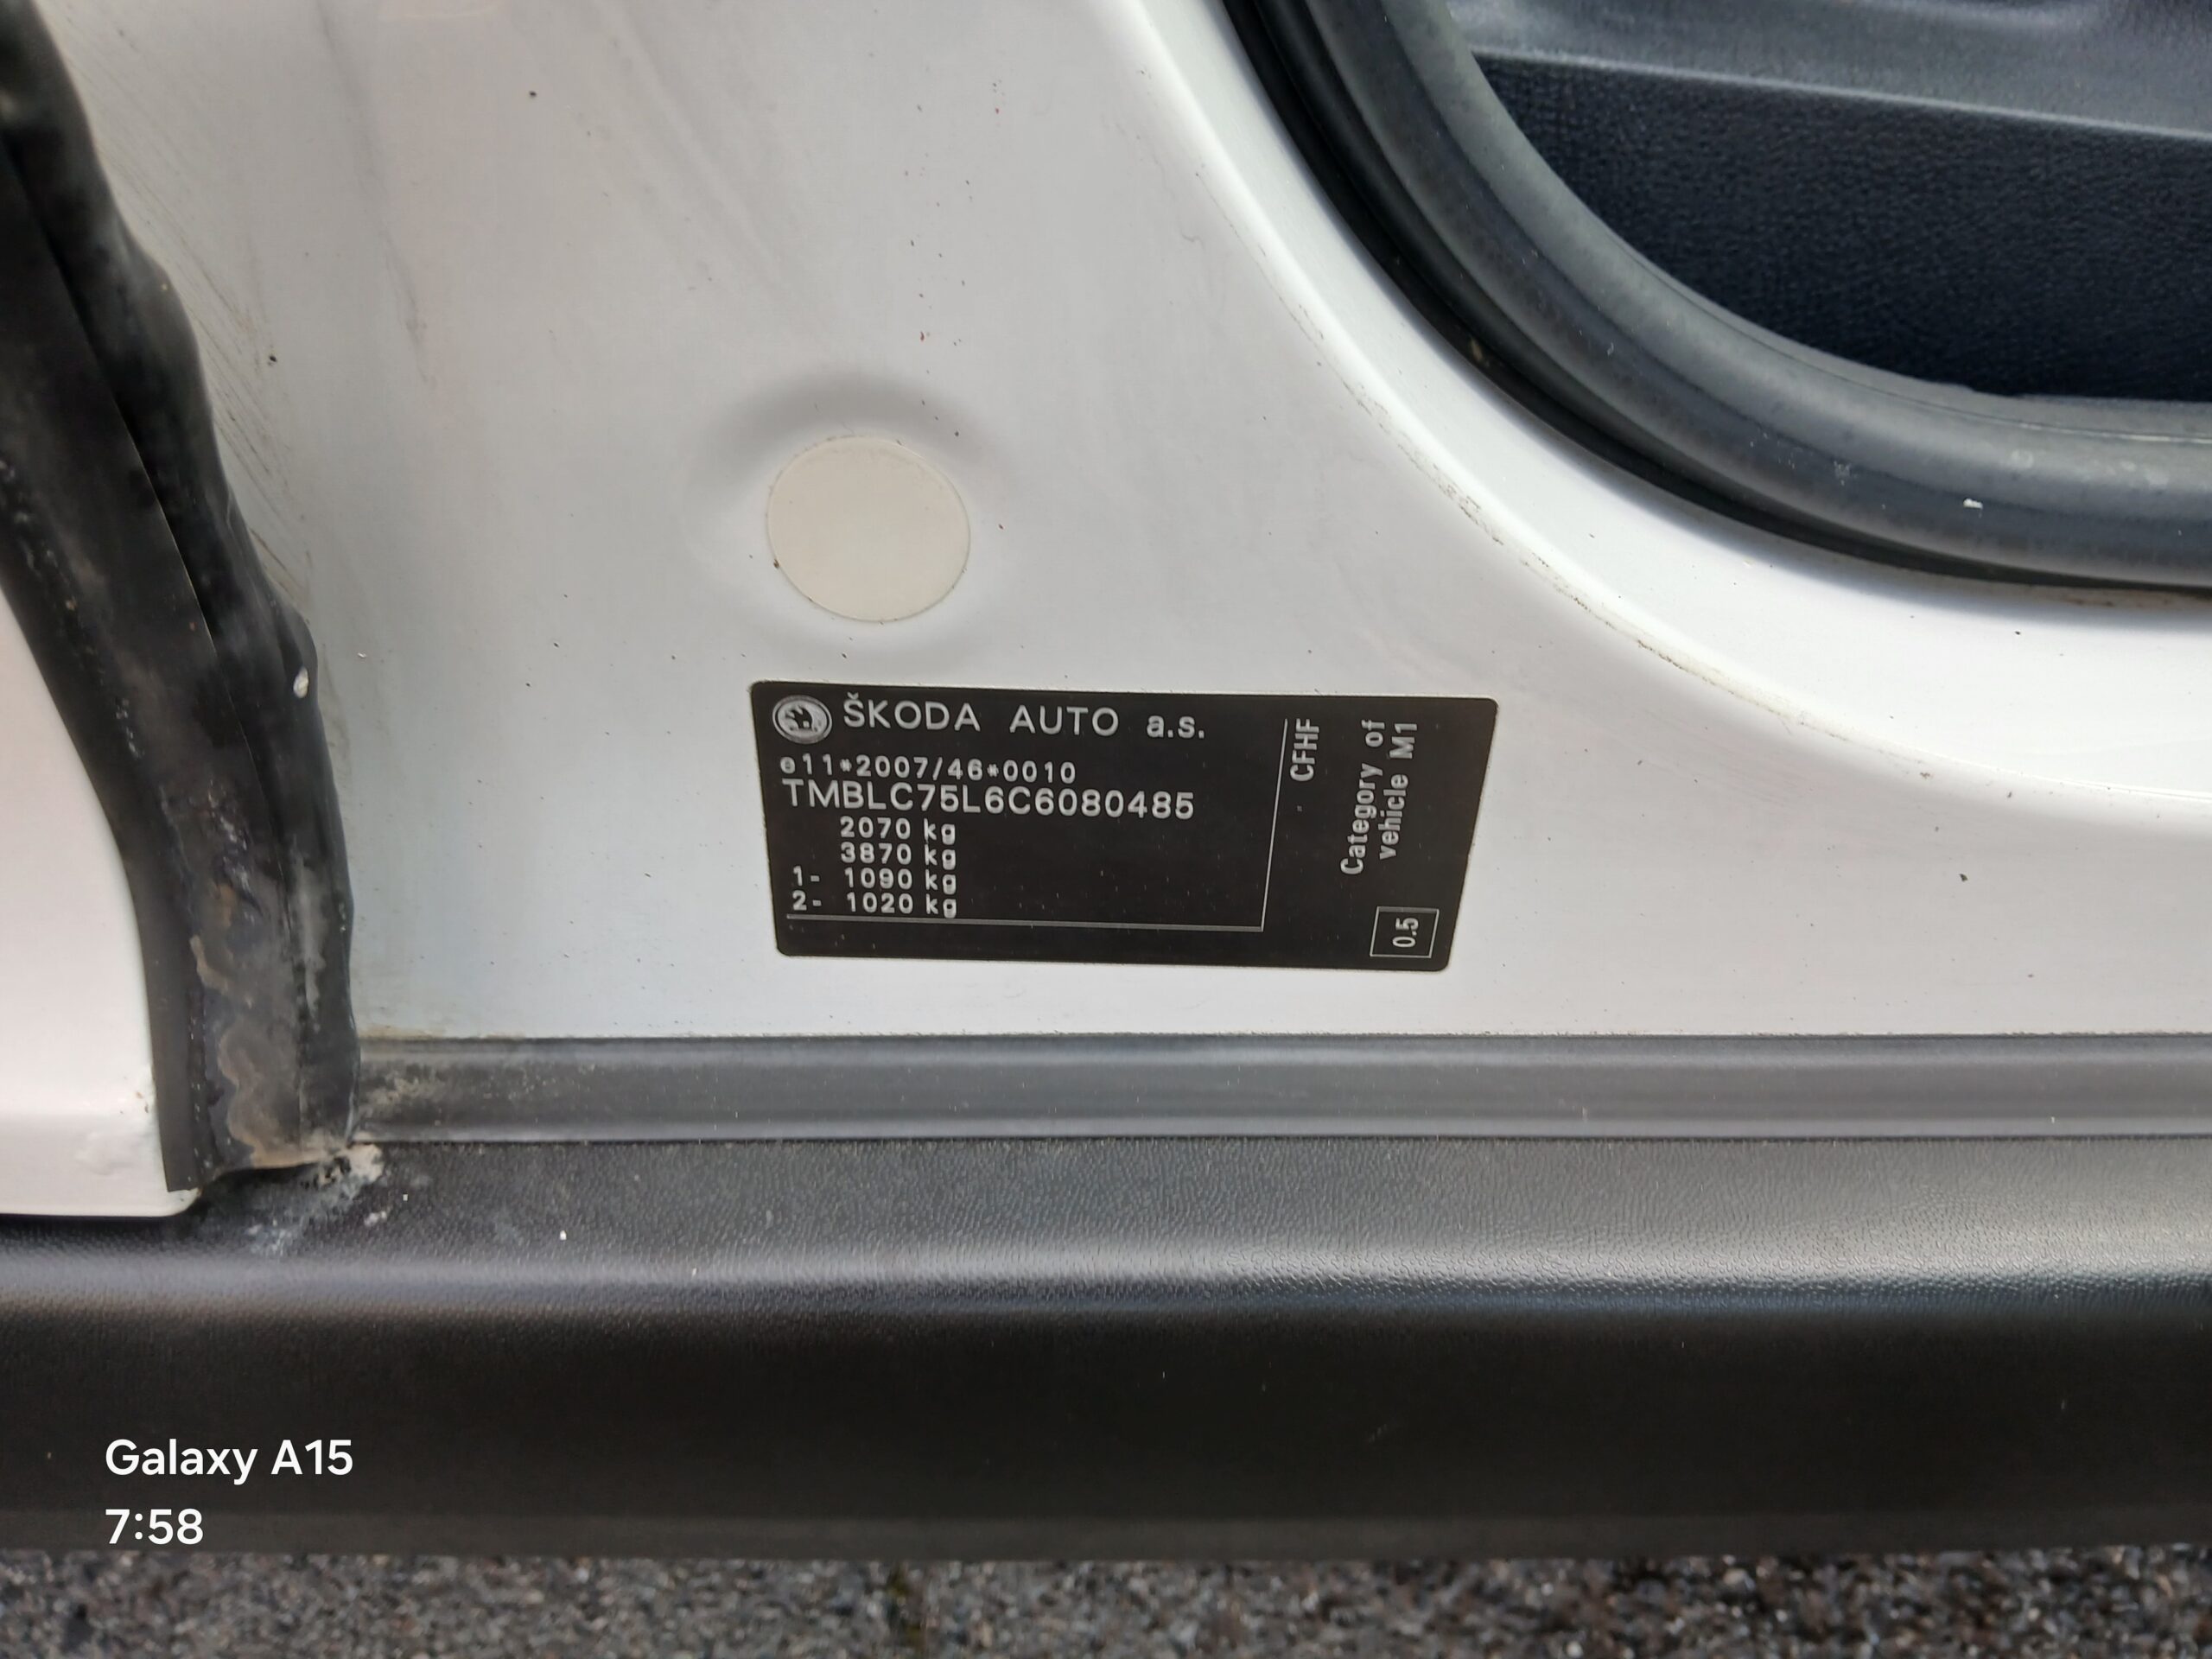 ŠKODA AUTO a.s.
e11*2007/46*0010
TMBLC75L6C6080485
2070 kg
3870 kg
1- 1090 kg
2- 1020 kg
CFHF
Category of
vehicle M1
0.5
Galaxy A15
7:58